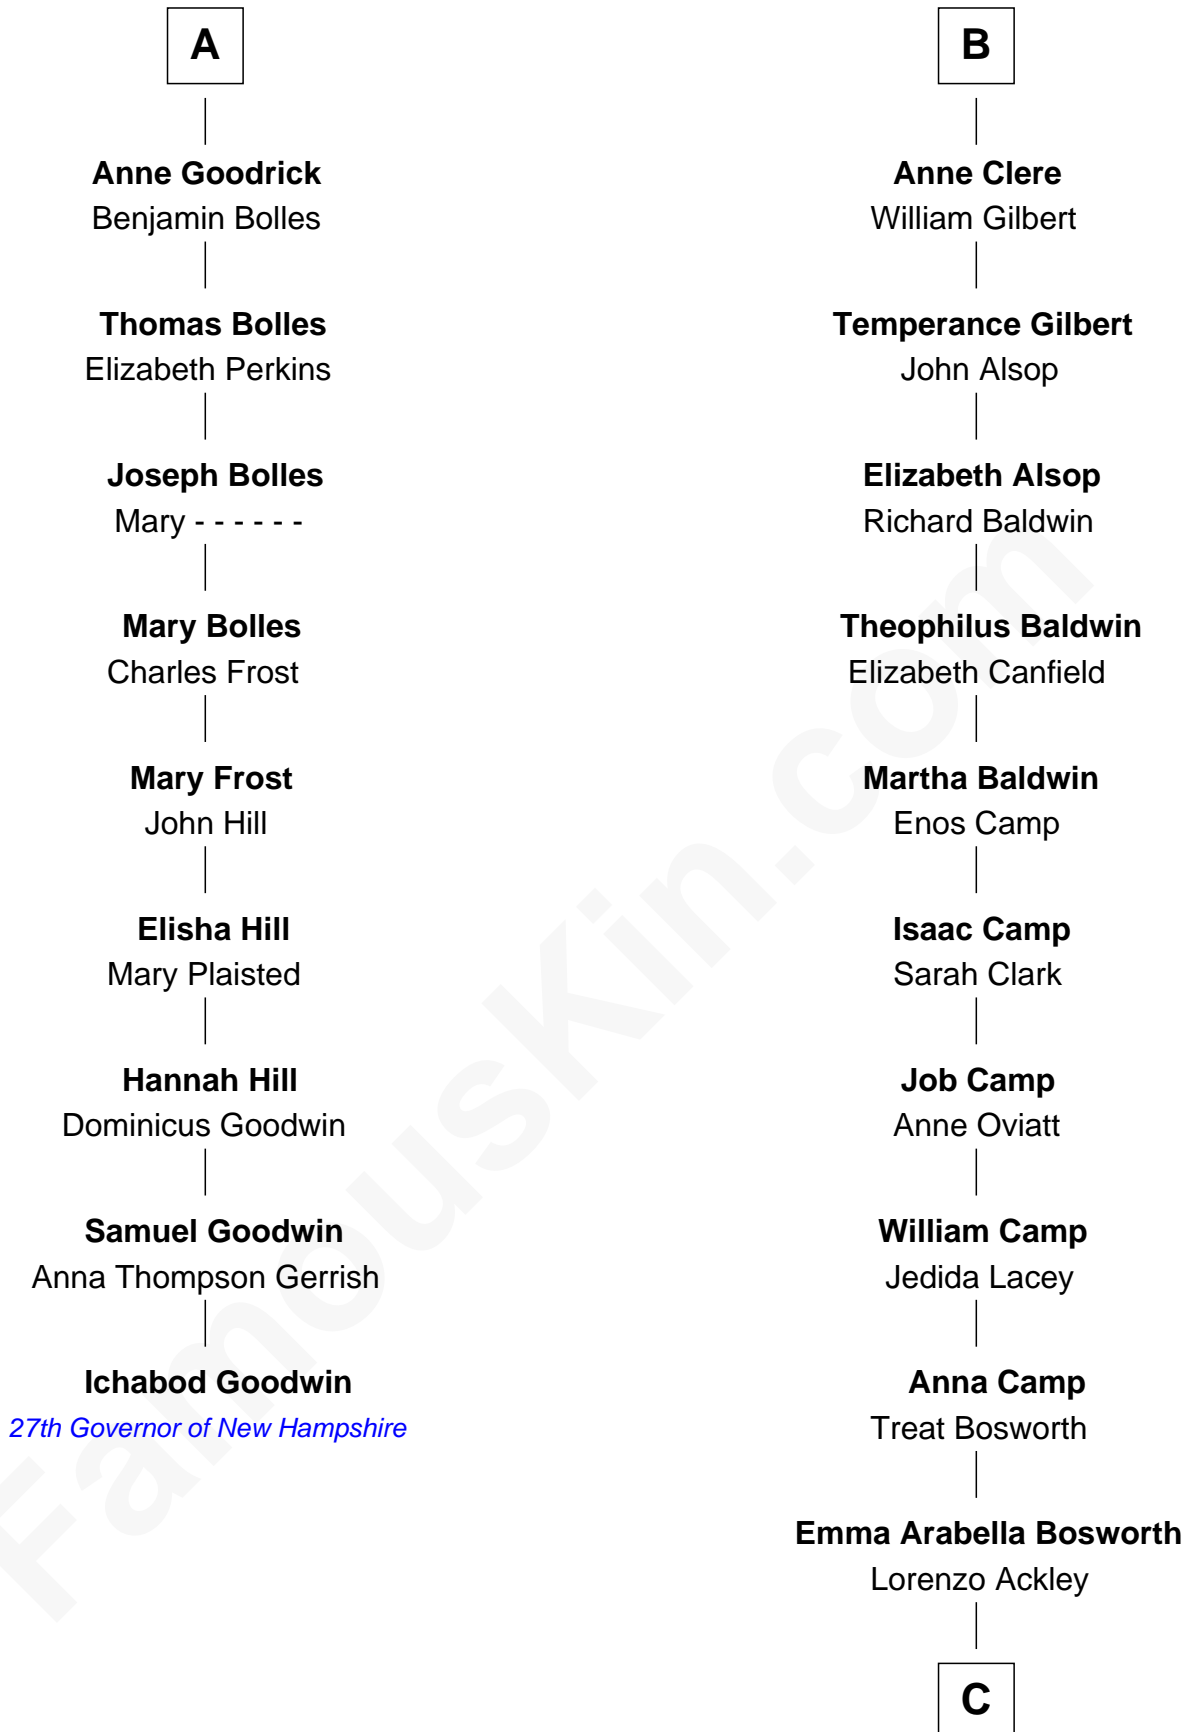 A
Anne Goodrick
Benjamin Bolles
Thomas Bolles
Elizabeth Perkins
Joseph Bolles
Mary - - - - - -
Mary Bolles
Charles Frost
Mary Frost
John Hill
Elisha Hill
Mary Plaisted
Hannah Hill
Dominicus Goodwin
Samuel Goodwin
Anna Thompson Gerrish
Ichabod Goodwin
27th Governor of New Hampshire
B
Anne Clere
William Gilbert
Temperance Gilbert
John Alsop
Elizabeth Alsop
Richard Baldwin
Theophilus Baldwin
Elizabeth Canfield
Martha Baldwin
Enos Camp
Isaac Camp
Sarah Clark
Job Camp
Anne Oviatt
William Camp
Jedida Lacey
Anna Camp
Treat Bosworth
Emma Arabella Bosworth
Lorenzo Ackley
C
FamousKin.com